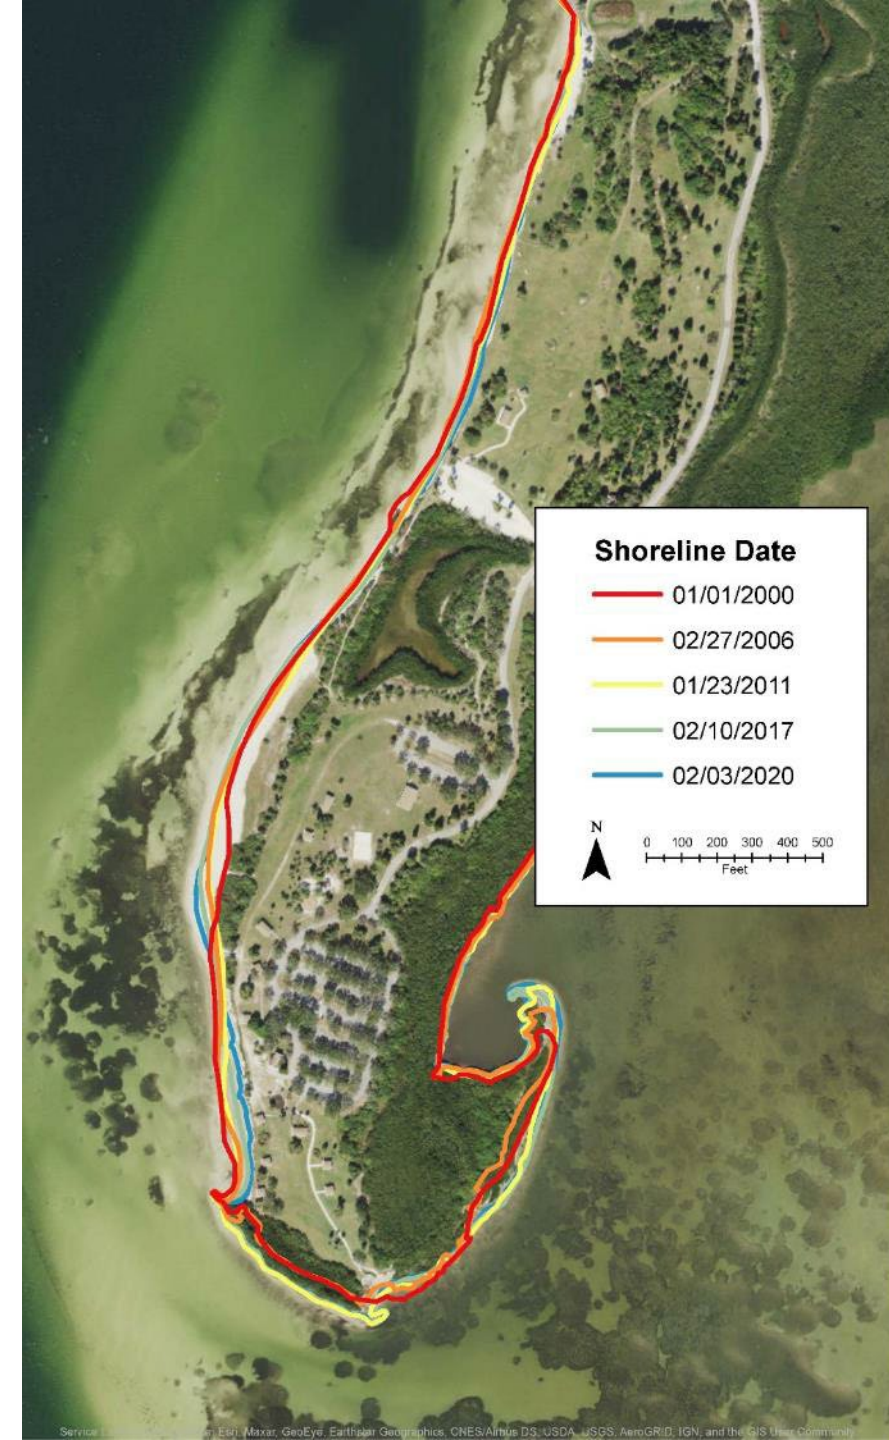 Shoreline Date
01/01/2000
02/27/2006
01/23/2011
02/10/2017
02/03/2020
N
0 100 200 300 400 500
Feet
Service Esri, Maxar, GeoEye, Earthstar Geographics, CNES/Airbus DS, USDA, USGS, AeroGRID, IGN, and the GIS User Community